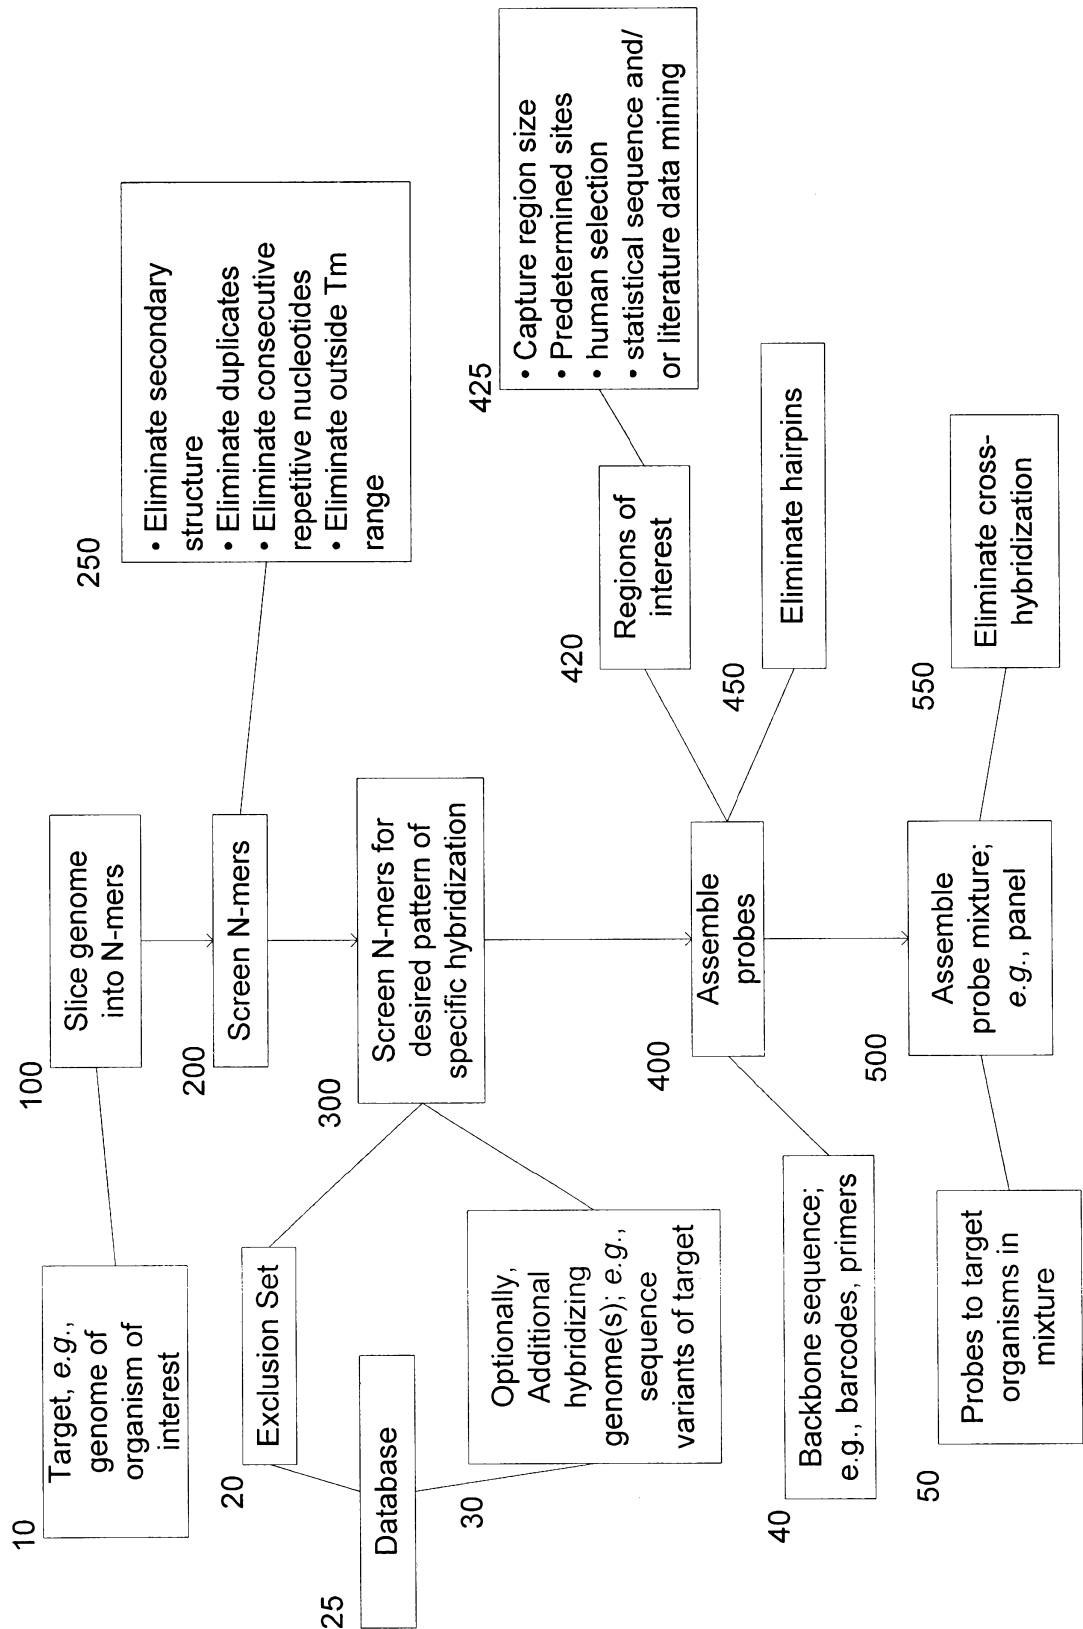 10
Target, e.g.,
genome of
organism of
interest
100
Slice genome
into N-mers
200
Screen N-mers
250
• Eliminate secondary
structure
• Eliminate duplicates
• Eliminate consecutive
repetitive nucleotides
• Eliminate outside Tm
range
20
Exclusion Set
25
Database
30
Optionally,
Additional
hybridizing
genome(s); e.g.,
sequence
variants of target
300
Screen N-mers for
desired pattern of
specific hybridization
40
Backbone sequence;
e.g., barcodes, primers
400
Assemble
probes
420
Regions of
interest
425
• Capture region size
• Predetermined sites
• human selection
• statistical sequence and/
or literature data mining
450
Eliminate hairpins
50
Probes to target
organisms in
mixture
500
Assemble
probe mixture;
e.g., panel
550
Eliminate cross-
hybridization